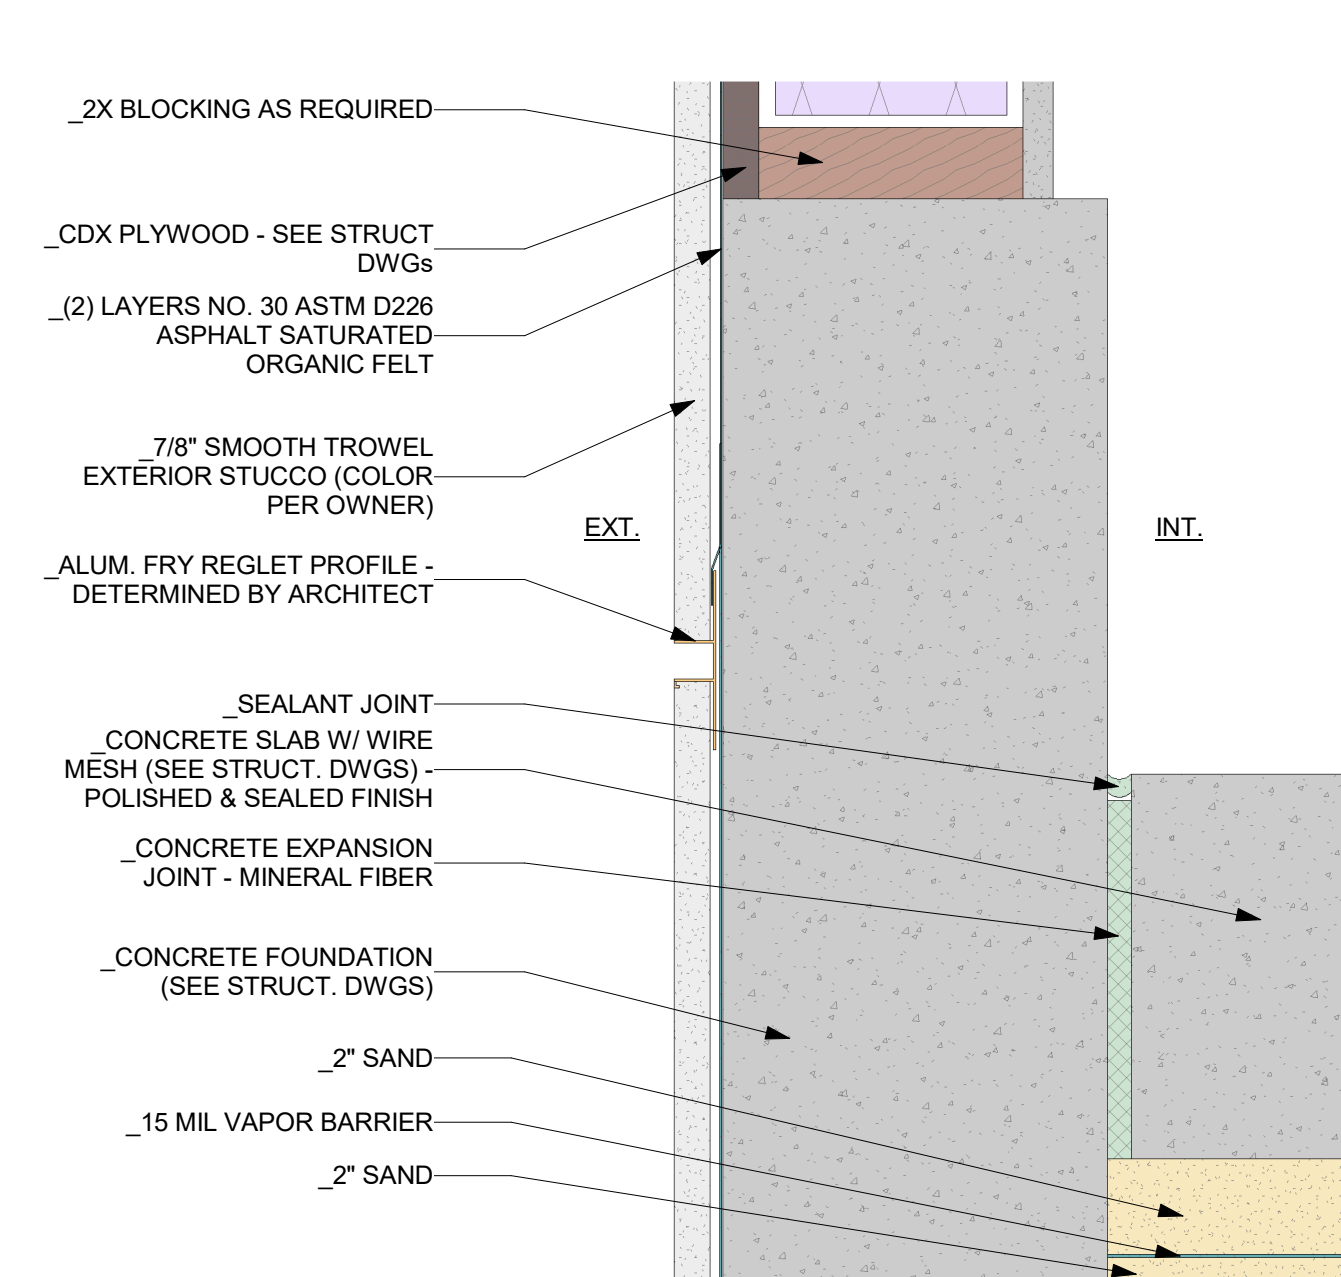 _2X BLOCKING AS REQUIRED
_CDX PLYWOOD - SEE STRUCT
DWGs
_(2) LAYERS NO. 30 ASTM D226
ASPHALT SATURATED
ORGANIC FELT
_7/8" SMOOTH TROWEL
EXTERIOR STUCCO (COLOR
PER OWNER)
EXT.
INT.
_ALUM. FRY REGLET PROFILE -
DETERMINED BY ARCHITECT
_SEALANT JOINT
_CONCRETE SLAB W/ WIRE
MESH (SEE STRUCT. DWGS) -
POLISHED & SEALED FINISH
_CONCRETE EXPANSION
JOINT - MINERAL FIBER
_CONCRETE FOUNDATION
(SEE STRUCT. DWGS)
_2" SAND
_15 MIL VAPOR BARRIER
_2" SAND